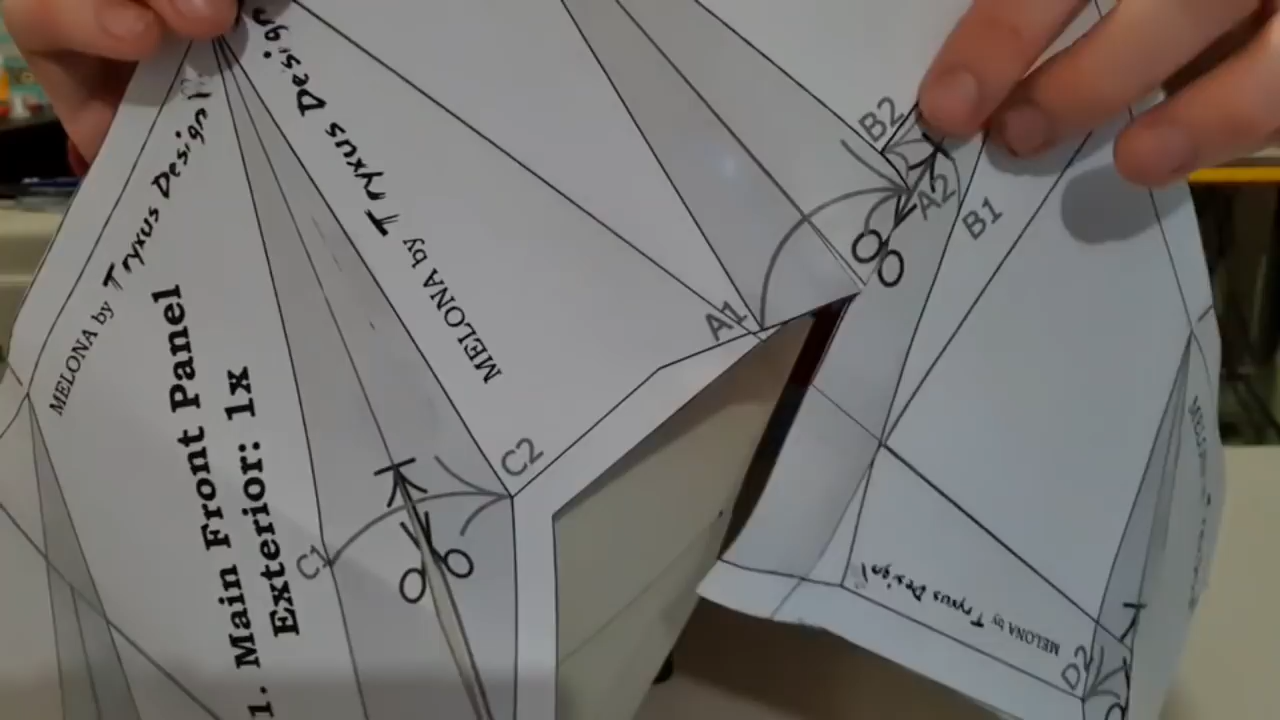 MELONA by Tryxus Design
MELONA by Tryxus Design
1. Main Front Panel
Exterior: 1x
A1
A2
B2
B1
C2
C1
MELONA by Tryxus Design
D2